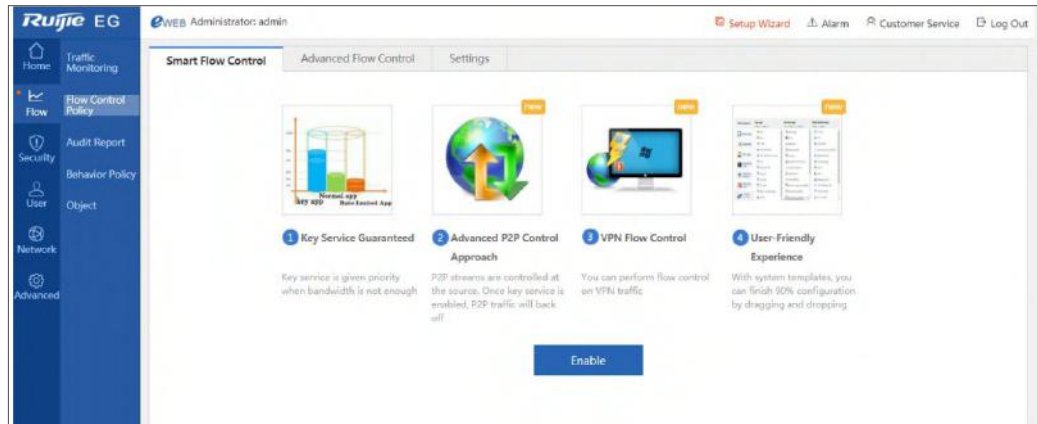 Ruijie EG
eWEB Administrator: admin
Setup Wizard
Alarm
Customer Service
Log Out
Home
Flow
Security
User
Network
Advanced
Traffic
Monitoring
Flow Control
Policy
Audit Report
Behavior Policy
Object
Smart Flow Control
Advanced Flow Control
Settings
Key app
Normal app
Rate-limited App
new
new
new
1 Key Service Guaranteed
Key service is given priority
when bandwidth is not enough
2 Advanced P2P Control
Approach
P2P streams are controlled at
the source. Once key service is
enabled, P2P traffic will back
off
3 VPN Flow Control
You can perform flow control
on VPN traffic
4 User-Friendly
Experience
With system templates, you
can finish 90% configuration
by dragging and dropping
Enable